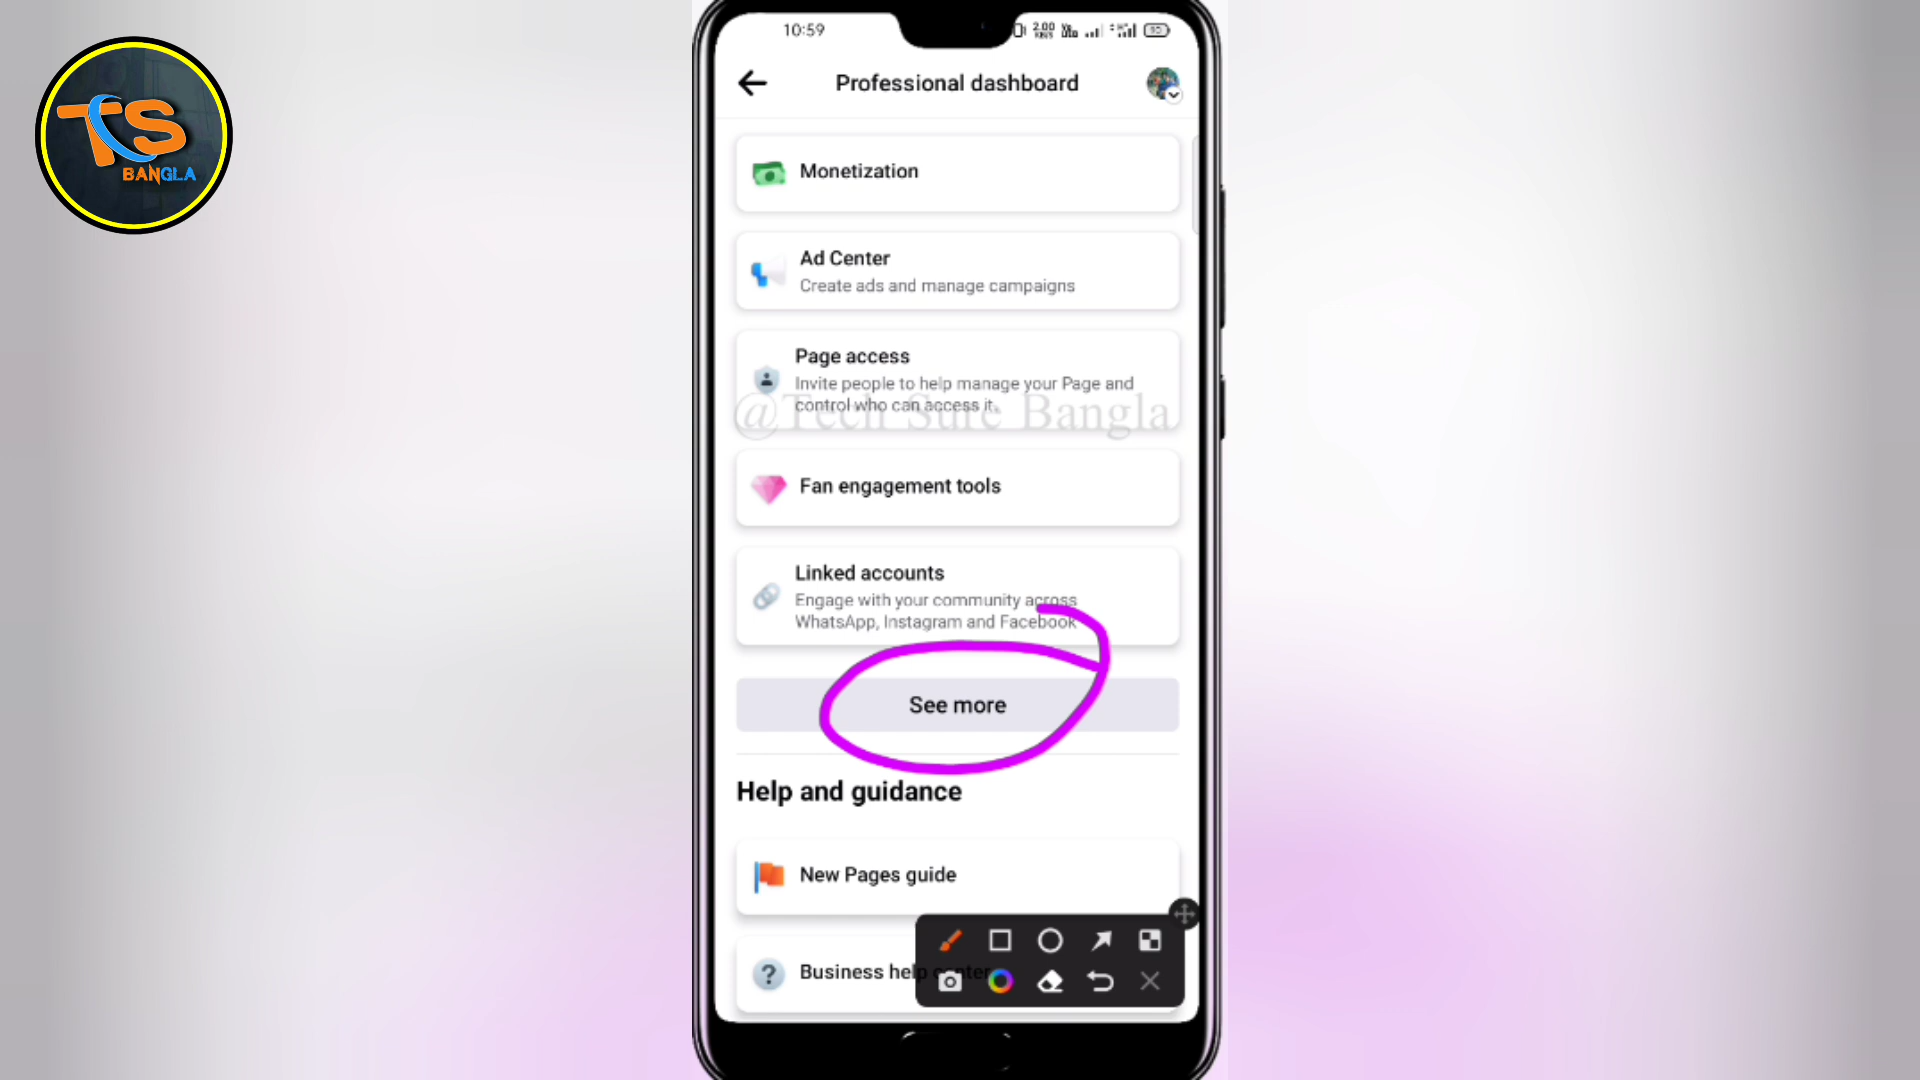 TS
BANGLA
10:59
2.00
KB/S
Professional dashboard
Monetization
Ad Center
Create ads and manage campaigns
Page access
Invite people to help manage your Page and
control who can access it.
@Tech Sure Bangla
Fan engagement tools
Linked accounts
Engage with your community across
WhatsApp, Instagram and Facebook
See more
Help and guidance
New Pages guide
Business help center